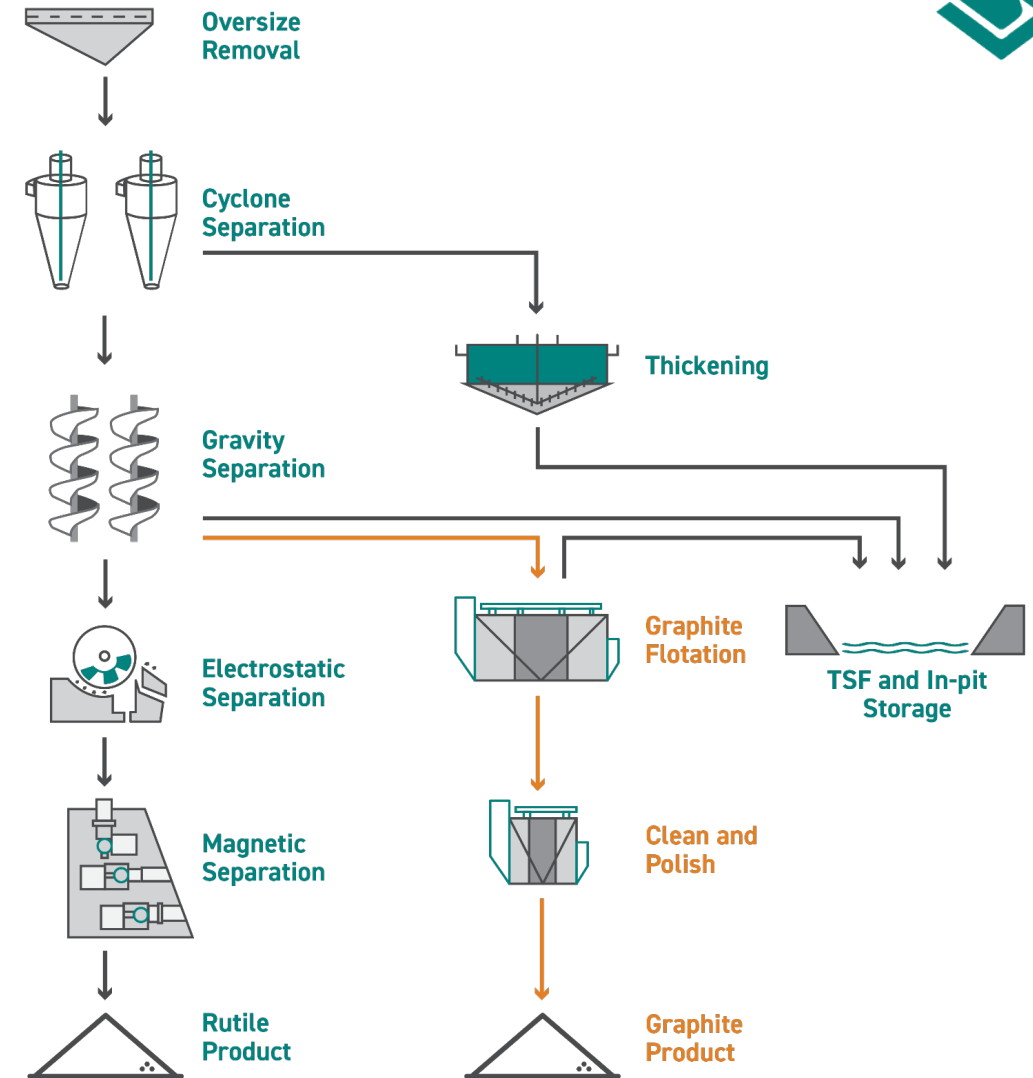 Oversize
Removal
Cyclone
Separation
Thickening
Gravity
Separation
Graphite
Flotation
Electrostatic
Separation
TSF and In-pit
Storage
Magnetic
Separation
Clean and
Polish
Rutile
Product
Graphite
Product